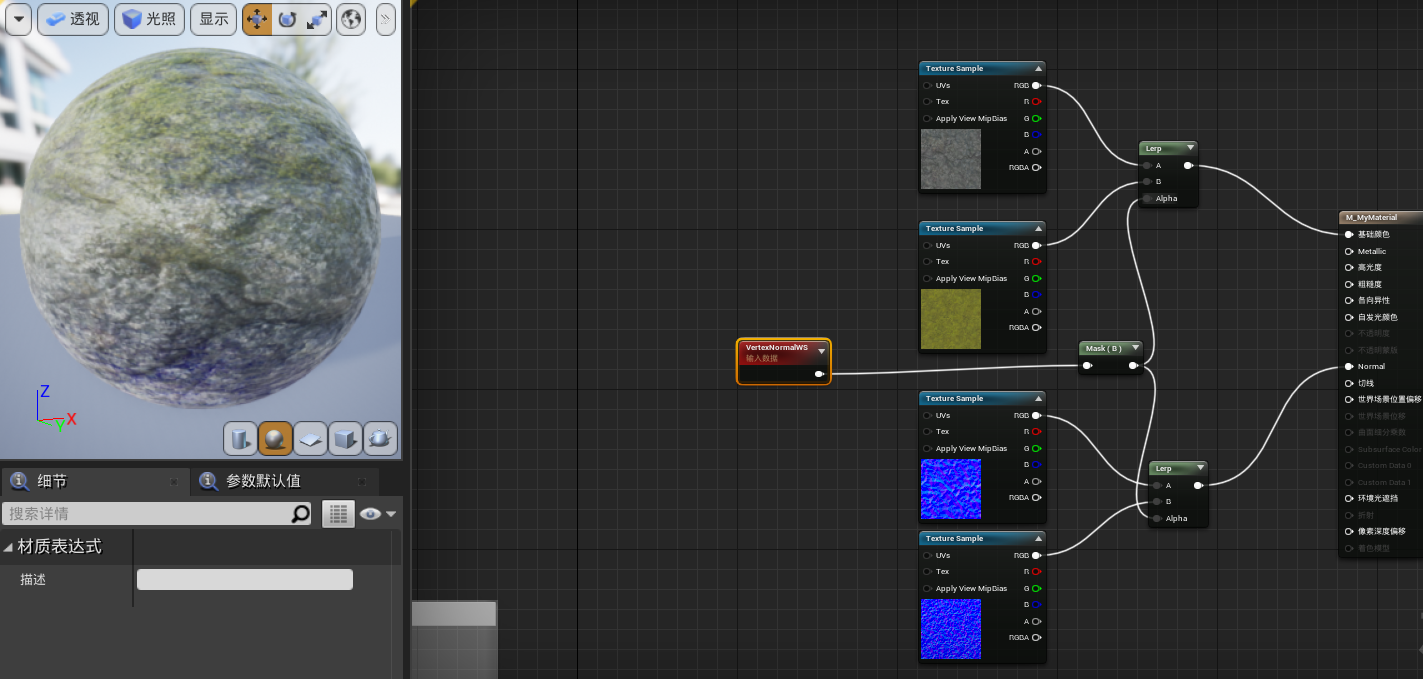 透视
光照
显示
Z
X
Y
细节
参数默认值
搜索详情
材质表达式
描述
VertexNormalWS
输入数据
Texture Sample
UVs
RGB
Tex
R
Apply View MipBias
G
B
A
RGBA
Texture Sample
UVs
RGB
Tex
R
Apply View MipBias
G
B
A
RGBA
Texture Sample
UVs
RGB
Tex
R
Apply View MipBias
G
B
A
RGBA
Texture Sample
UVs
RGB
Tex
R
Apply View MipBias
G
B
A
RGBA
Lerp
A
B
Alpha
Mask ( B )
Lerp
A
B
Alpha
M_MyMaterial
基础颜色
Metallic
高光度
粗糙度
各向异性
自发光颜色
不透明度
不透明蒙版
Normal
切线
世界场景位置偏移
世界场景位移
曲面细分乘数
Subsurface Color
Custom Data 0
Custom Data 1
环境光遮挡
折射
像素深度偏移
着色模型